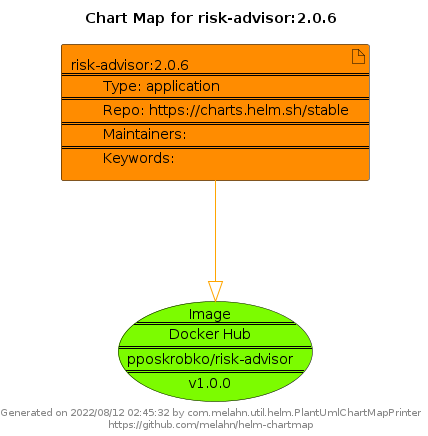 Chart Map for risk-advisor:2.0.6
risk-advisor:2.0.6
Type: application
Repo: https://charts.helm.sh/stable
Maintainers:
Keywords:
Image
Docker Hub
pposkrobko/risk-advisor
v1.0.0
Generated on 2022/08/12 02:45:32 by com.melahn.util.helm.PlantUmlChartMapPrinter
https://github.com/melahn/helm-chartmap